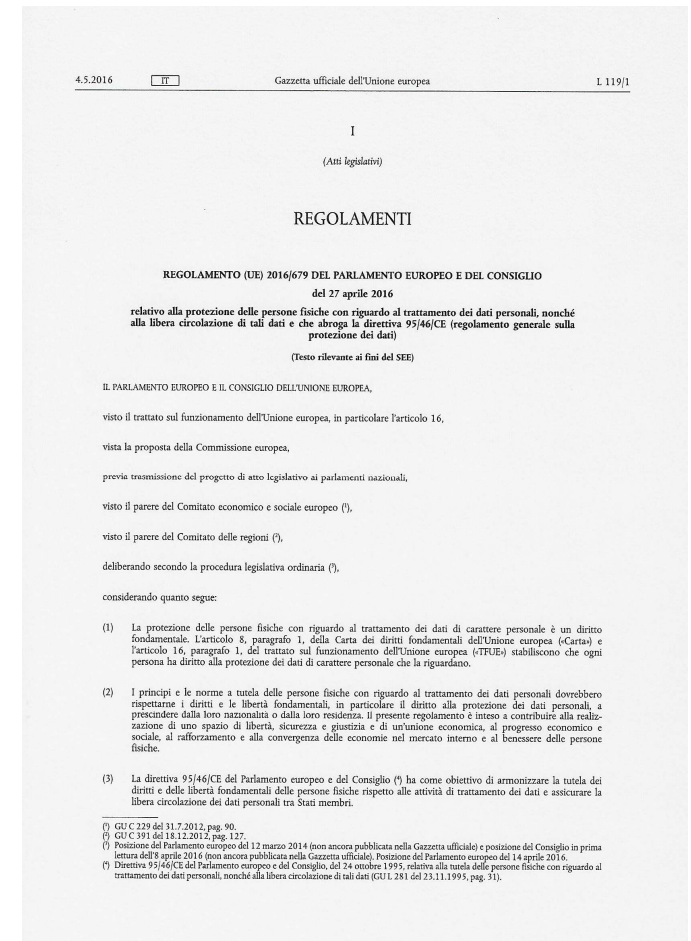 4.5.2016 IT Gazzetta ufficiale dell'Unione europea L 119/1
I
(Atti legislativi)
REGOLAMENTI
REGOLAMENTO (UE) 2016/679 DEL PARLAMENTO EUROPEO E DEL CONSIGLIO
del 27 aprile 2016
relativo alla protezione delle persone fisiche con riguardo al trattamento dei dati personali, nonché
alla libera circolazione di tali dati e che abroga la direttiva 95/46/CE (regolamento generale sulla
protezione dei dati)
(Testo rilevante ai fini del SEE)
IL PARLAMENTO EUROPEO E IL CONSIGLIO DELL'UNIONE EUROPEA,
visto il trattato sul funzionamento dell'Unione europea, in particolare l'articolo 16,
vista la proposta della Commissione europea,
previa trasmissione del progetto di atto legislativo ai parlamenti nazionali,
visto il parere del Comitato economico e sociale europeo (¹),
visto il parere del Comitato delle regioni (²),
deliberando secondo la procedura legislativa ordinaria (³),
considerando quanto segue:
(1) La protezione delle persone fisiche con riguardo al trattamento dei dati di carattere personale è un diritto
fondamentale. L'articolo 8, paragrafo 1, della Carta dei diritti fondamentali dell'Unione europea («Carta») e
l'articolo 16, paragrafo 1, del trattato sul funzionamento dell'Unione europea («TFUE») stabiliscono che ogni
persona ha diritto alla protezione dei dati di carattere personale che la riguardano.
(2) I principi e le norme a tutela delle persone fisiche con riguardo al trattamento dei dati personali dovrebbero
rispettarne i diritti e le libertà fondamentali, in particolare il diritto alla protezione dei dati personali, a
prescindere dalla loro nazionalità o dalla loro residenza. Il presente regolamento è inteso a contribuire alla realiz-
zazione di uno spazio di libertà, sicurezza e giustizia e di un'unione economica, al progresso economico e
sociale, al rafforzamento e alla convergenza delle economie nel mercato interno e al benessere delle persone
fisiche.
(3) La direttiva 95/46/CE del Parlamento europeo e del Consiglio (⁴) ha come obiettivo di armonizzare la tutela dei
diritti e delle libertà fondamentali delle persone fisiche rispetto alle attività di trattamento dei dati e assicurare la
libera circolazione dei dati personali tra Stati membri.
(¹) GU C 229 del 31.7.2012, pag. 90.
(²) GU C 391 del 18.12.2012, pag. 127.
(³) Posizione del Parlamento europeo del 12 marzo 2014 (non ancora pubblicata nella Gazzetta ufficiale) e posizione del Consiglio in prima
lettura dell'8 aprile 2016 (non ancora pubblicata nella Gazzetta ufficiale). Posizione del Parlamento europeo del 14 aprile 2016.
(⁴) Direttiva 95/46/CE del Parlamento europeo e del Consiglio, del 24 ottobre 1995, relativa alla tutela delle persone fisiche con riguardo al
trattamento dei dati personali, nonché alla libera circolazione di tali dati (GU L 281 del 23.11.1995, pag. 31).